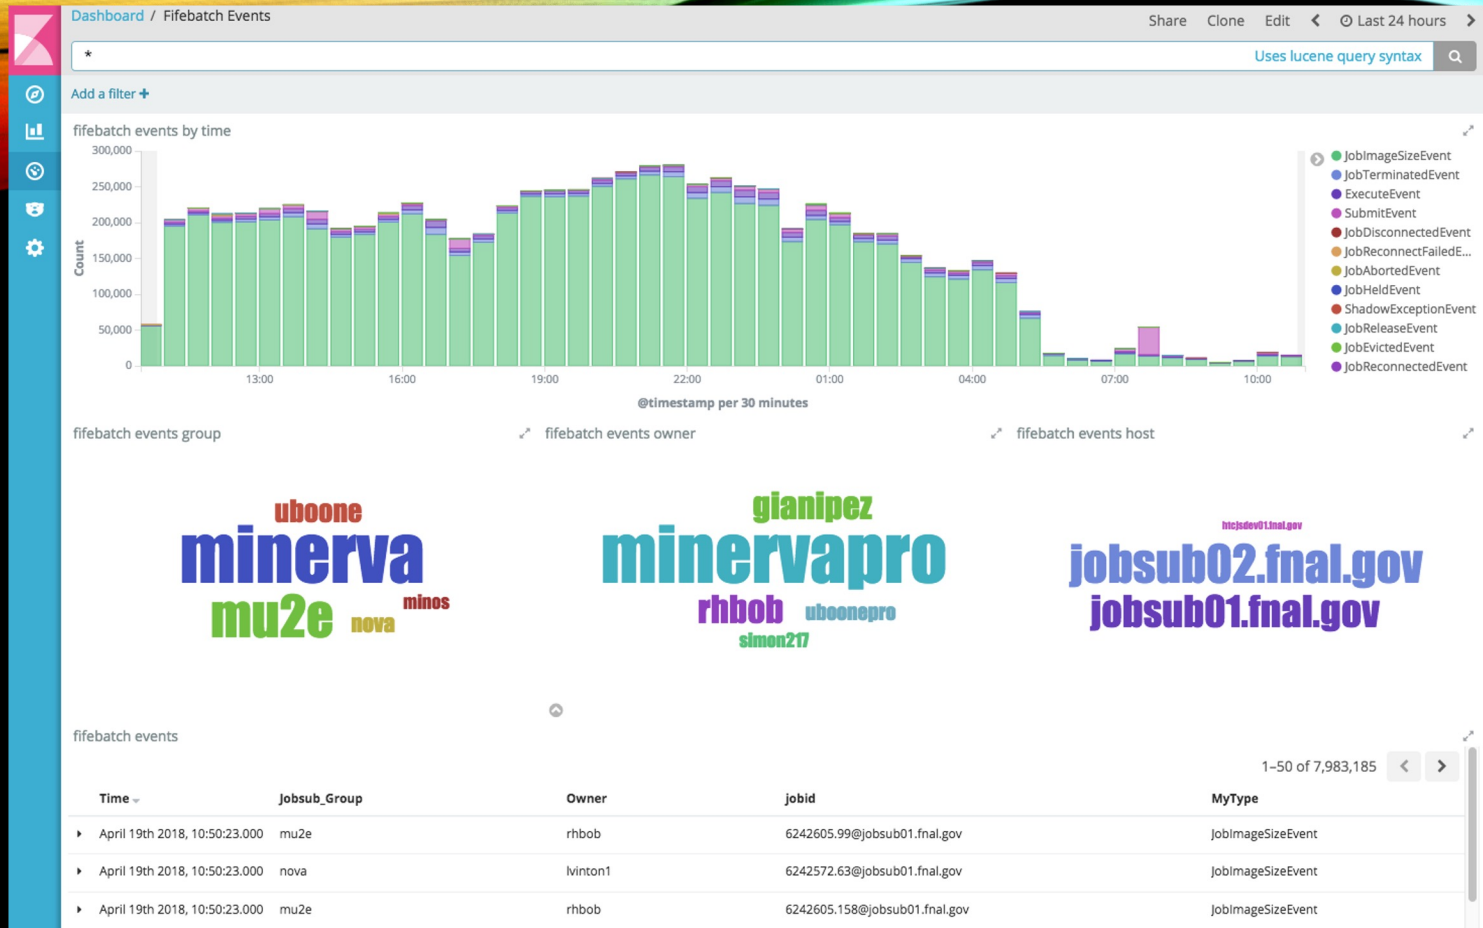 Dashboard / Fifebatch Events
Share Clone Edit Last 24 hours
*
Uses lucene query syntax
Add a filter +
fifebatch events by time
300,000
250,000
200,000
150,000
100,000
50,000
0
Count
13:00 16:00 19:00 22:00 01:00 04:00 07:00 10:00
@timestamp per 30 minutes
JobImageSizeEvent
JobTerminatedEvent
ExecuteEvent
SubmitEvent
JobDisconnectedEvent
JobReconnectFailedE...
JobAbortedEvent
JobHeldEvent
ShadowExceptionEvent
JobReleaseEvent
JobEvictedEvent
JobReconnectedEvent
fifebatch events group
uboone
minerva
mu2e
minos
nova
fifebatch events owner
gianipez
minervapro
rhbob
uboonepro
simon217
fifebatch events host
htcjsdev01.fnal.gov
jobsub02.fnal.gov
jobsub01.fnal.gov
fifebatch events
1–50 of 7,983,185
Time Jobsub_Group Owner jobid MyType
April 19th 2018, 10:50:23.000 mu2e rhbob 6242605.99@jobsub01.fnal.gov JobImageSizeEvent
April 19th 2018, 10:50:23.000 nova lvinton1 6242572.63@jobsub01.fnal.gov JobImageSizeEvent
April 19th 2018, 10:50:23.000 mu2e rhbob 6242605.158@jobsub01.fnal.gov JobImageSizeEvent